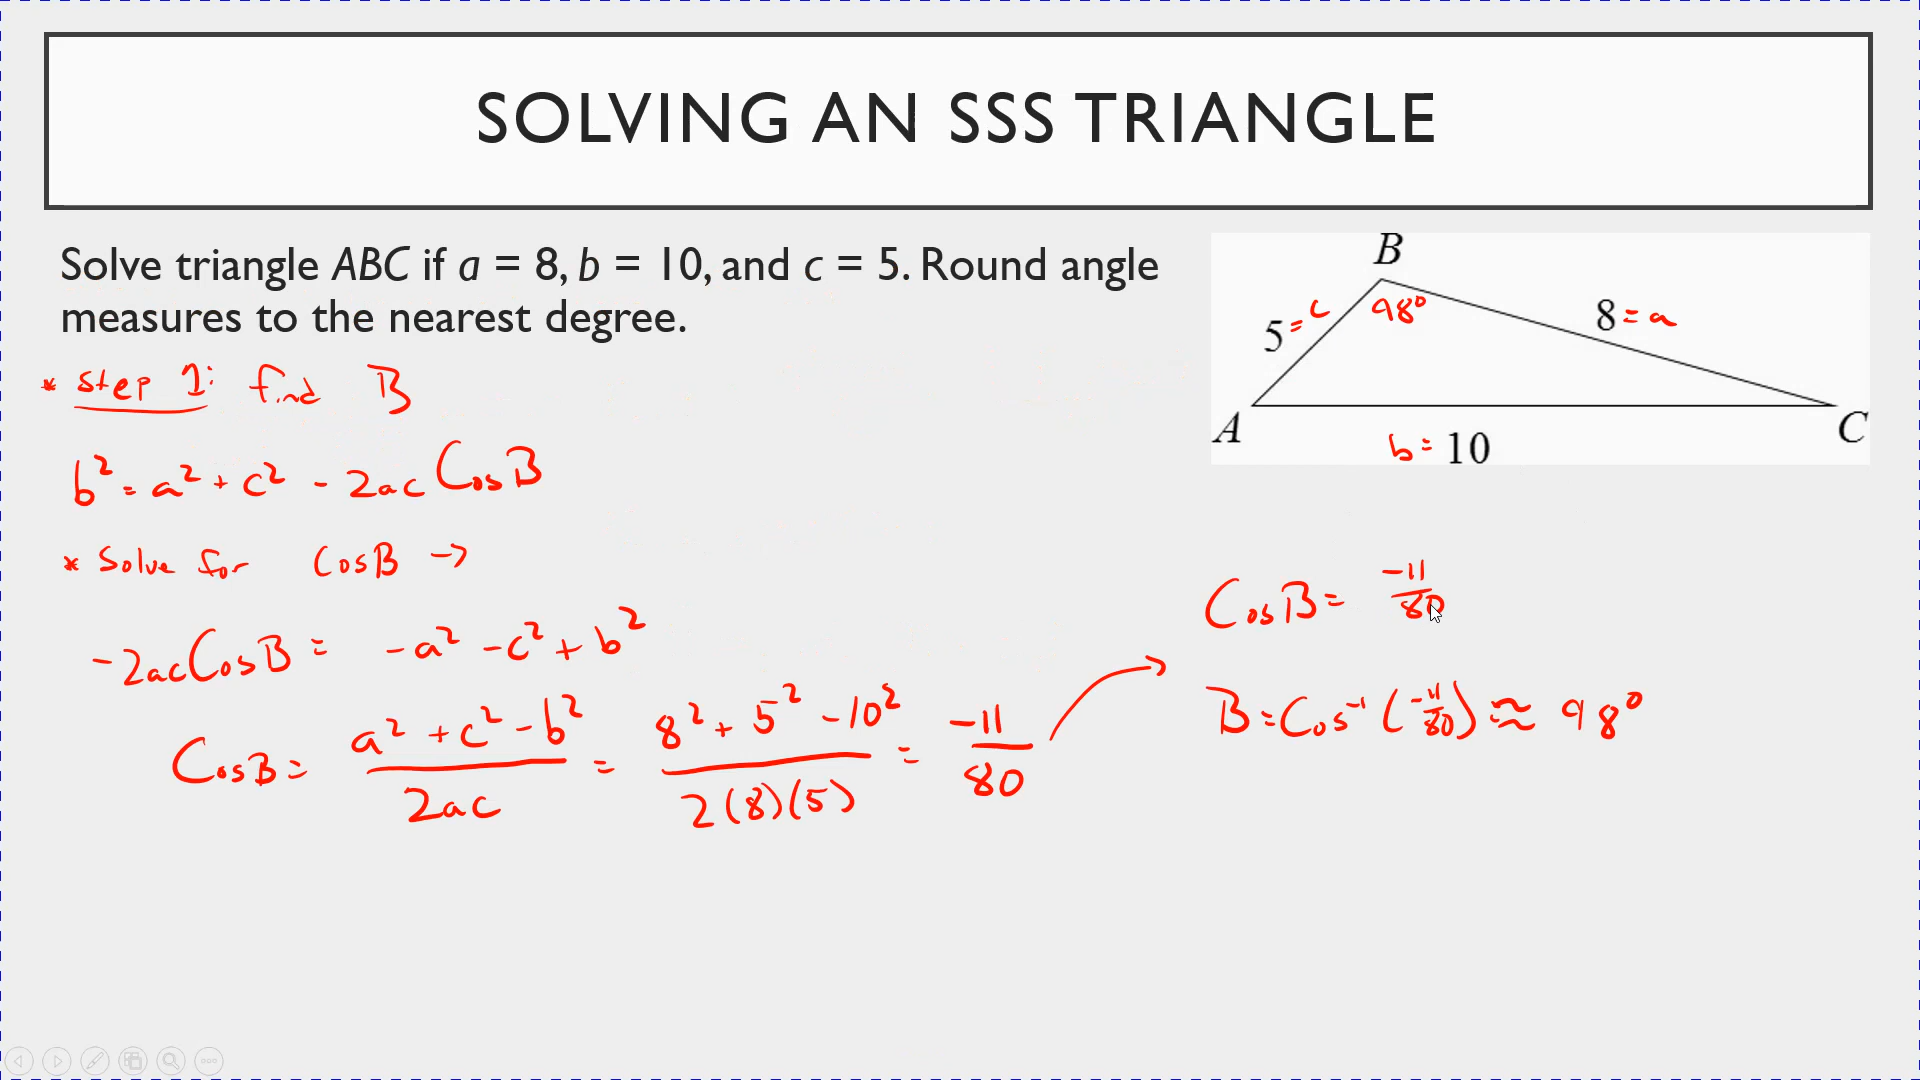 SOLVING AN SSS TRIANGLE
Solve triangle ABC if a = 8, b = 10, and c = 5. Round angle
measures to the nearest degree.
B
98°
5 = c
8 = a
A
C
b = 10
* Step 1: find B
b² = a² + c² - 2ac CosB
* Solve for CosB →
-2acCosB = -a² - c² + b²
CosB = (a² + c² - b²)/(2ac) = (8² + 5² - 10²)/(2(8)(5)) = -11/80
CosB = -11/80
B = Cos⁻¹(-11/80) ≈ 98°